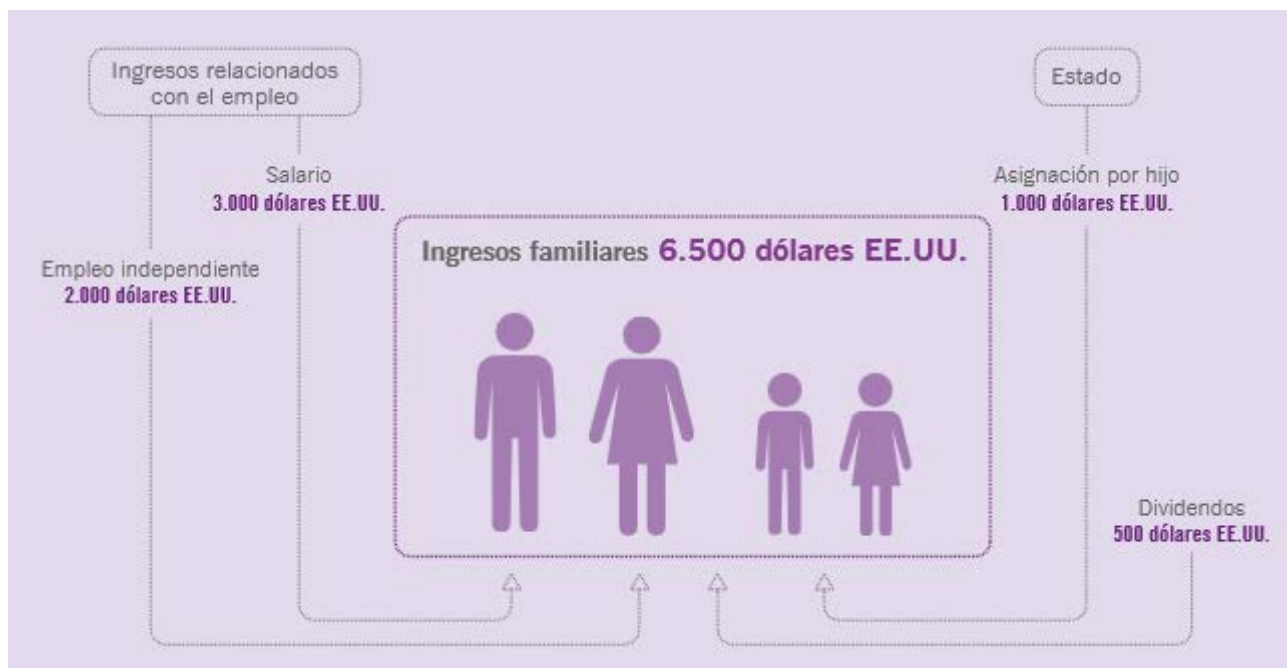 Ingresos relacionados
con el empleo
Estado
Salario
3.000 dólares EE.UU.
Asignación por hijo
1.000 dólares EE.UU.
Ingresos familiares 6.500 dólares EE.UU.
Empleo independiente
2.000 dólares EE.UU.
Dividendos
500 dólares EE.UU.